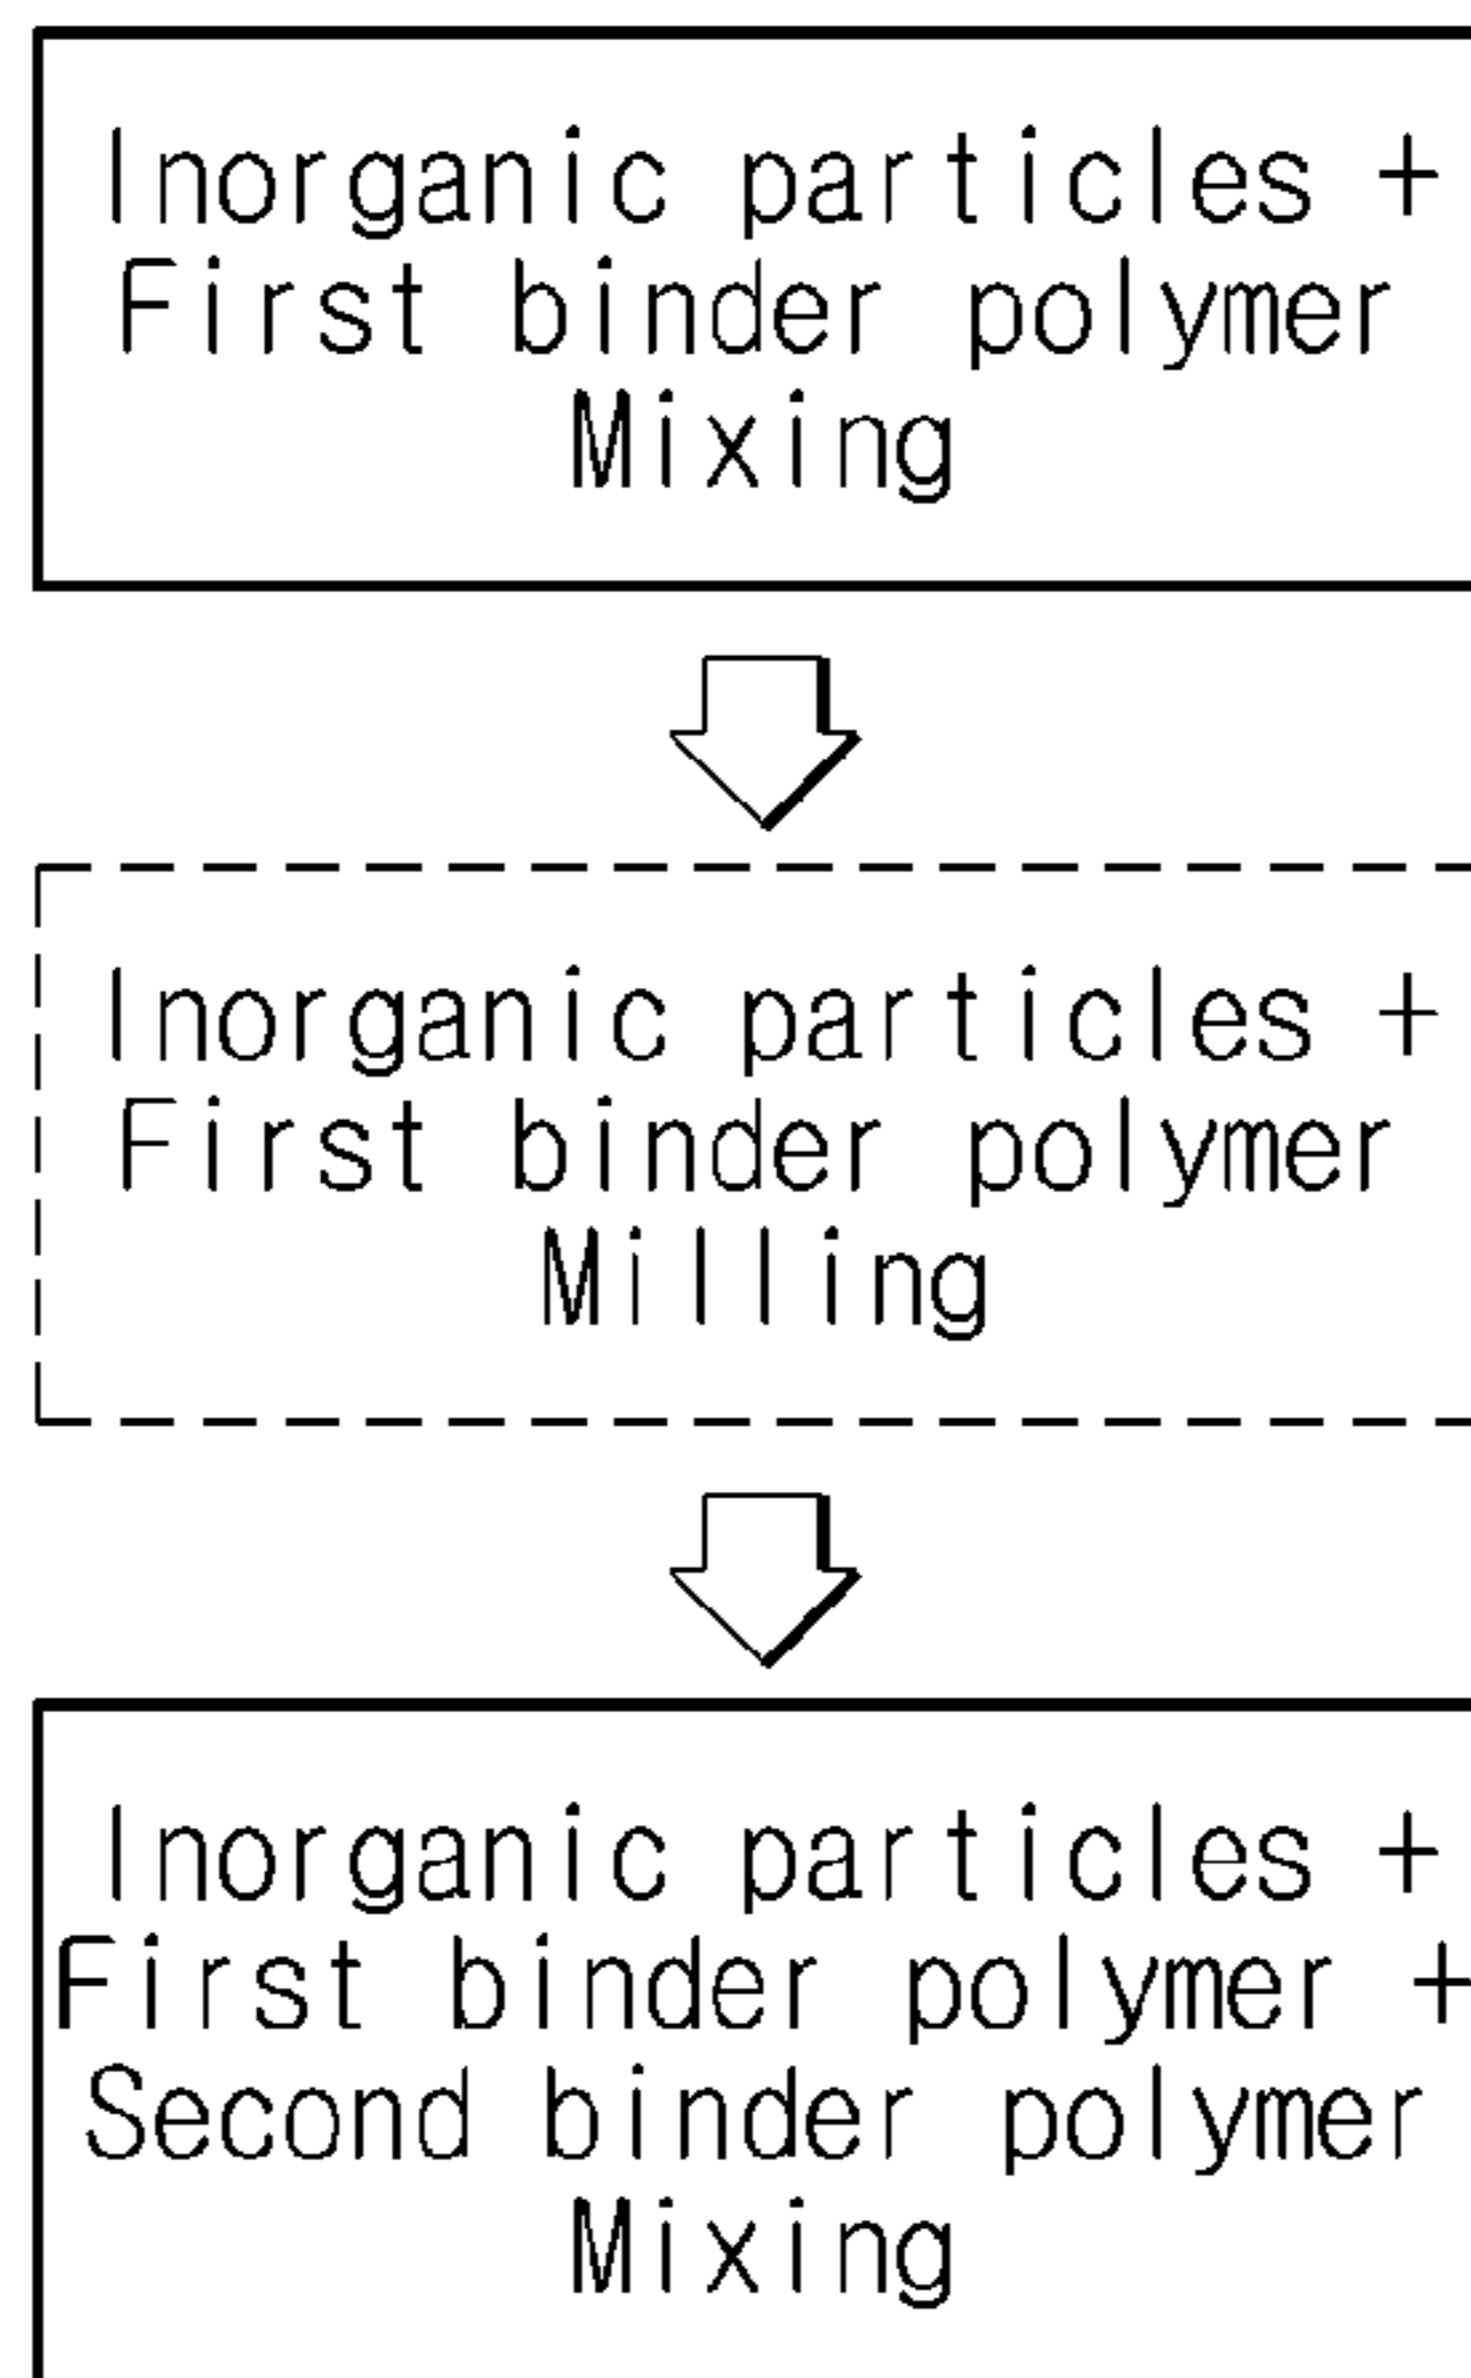 Inorganic particles +
First binder polymer
Mixing
Inorganic particles +
First binder polymer
Milling
Inorganic particles +
First binder polymer +
Second binder polymer
Mixing